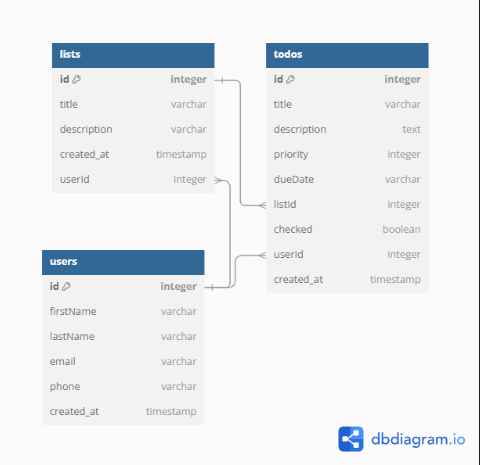 lists
id integer
title varchar
description varchar
created_at timestamp
userId integer
todos
id integer
title varchar
description text
priority integer
dueDate varchar
listId integer
checked boolean
userId integer
created_at timestamp
users
id integer
firstName varchar
lastName varchar
email varchar
phone varchar
created_at timestamp
dbdiagram.io